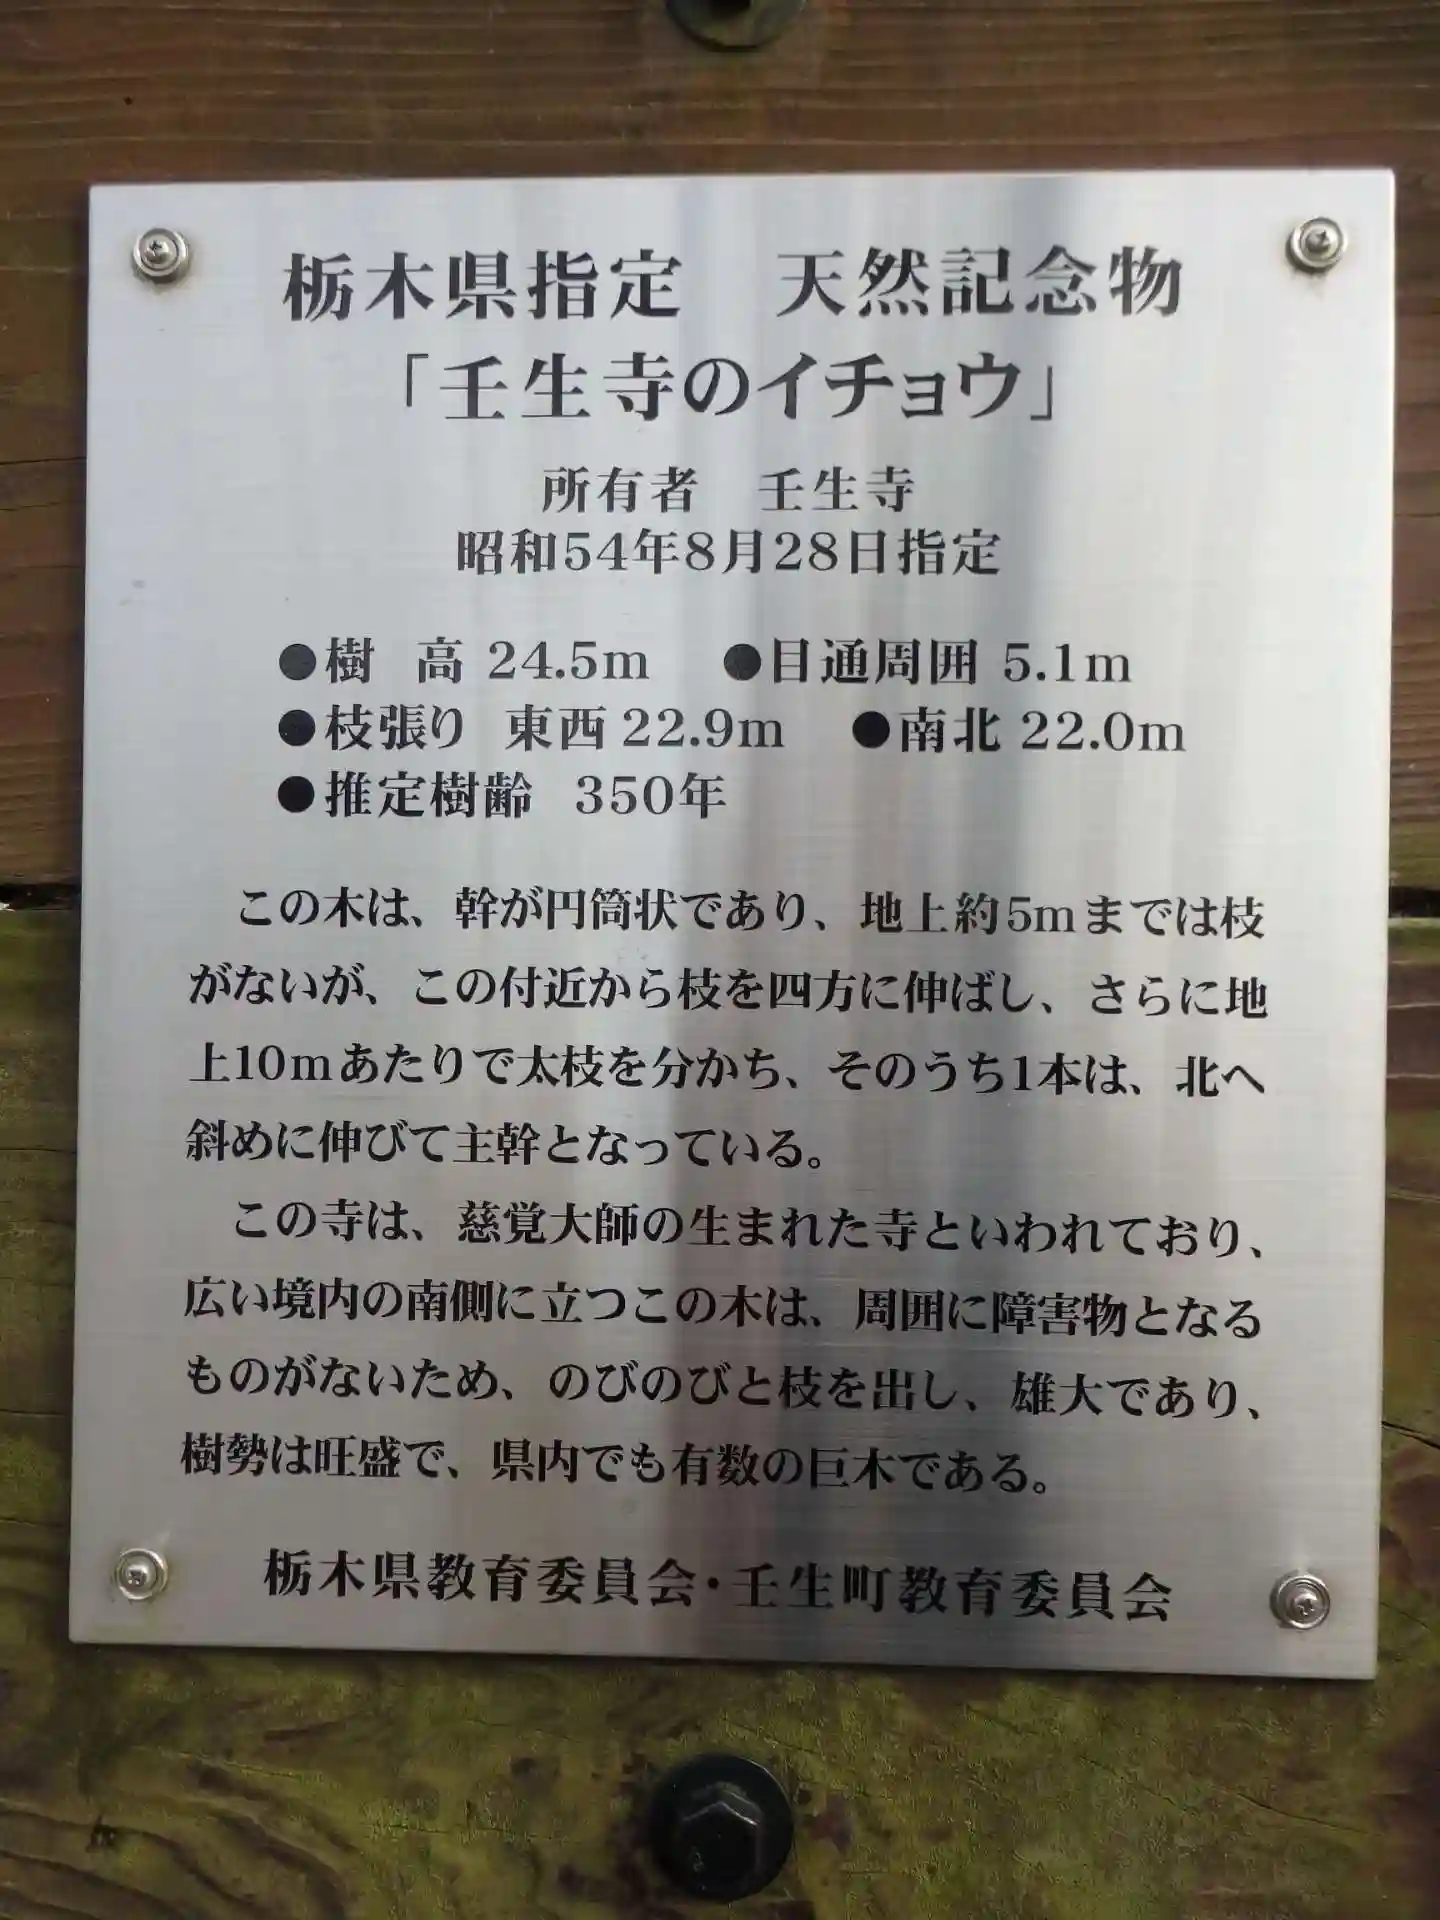 栃木県指定　天然記念物
「壬生寺のイチョウ」
所有者　壬生寺
昭和54年8月28日指定
●樹　高 24.5m　●目通周囲 5.1m
●枝張り　東西 22.9m　●南北 22.0m
●推定樹齢　350年
　この木は、幹が円筒状であり、地上約5mまでは枝
がないが、この付近から枝を四方に伸ばし、さらに地
上10mあたりで太枝を分かち、そのうち1本は、北へ
斜めに伸びて主幹となっている。
　この寺は、慈覚大師の生まれた寺といわれており、
広い境内の南側に立つこの木は、周囲に障害物となる
ものがないため、のびのびと枝を出し、雄大であり、
樹勢は旺盛で、県内でも有数の巨木である。
栃木県教育委員会・壬生町教育委員会